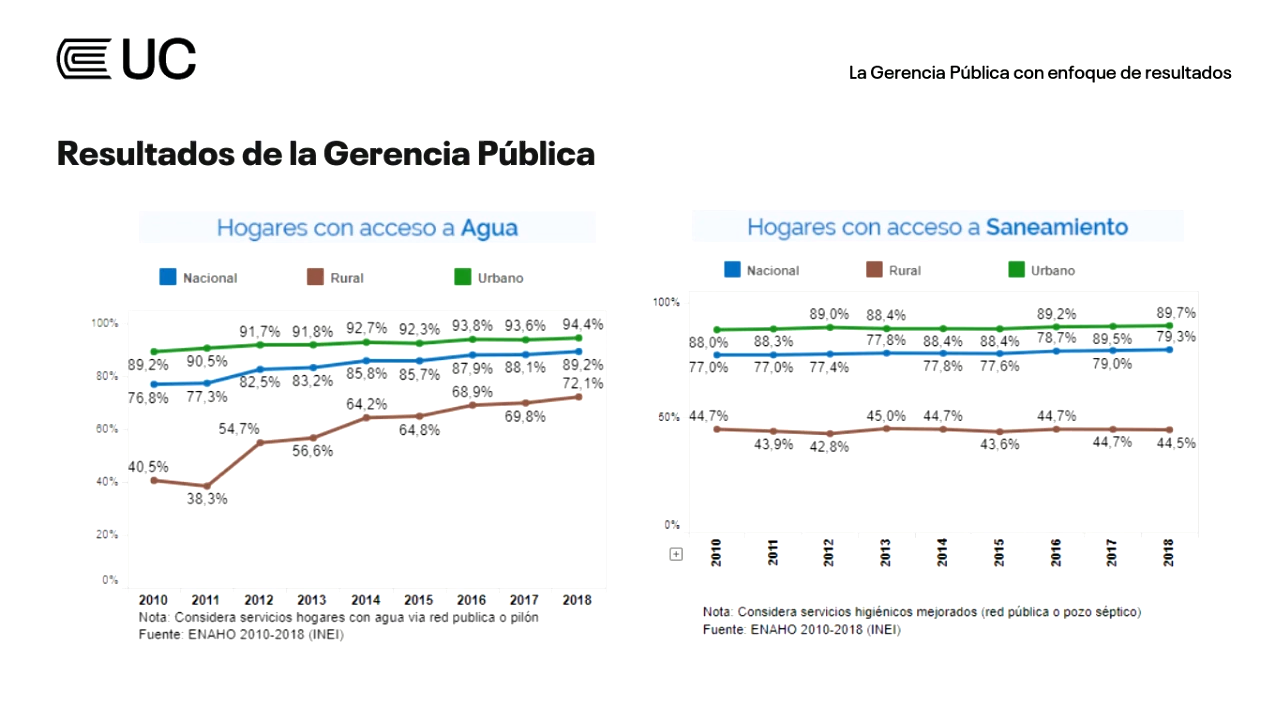 UC
La Gerencia Pública con enfoque de resultados
Resultados de la Gerencia Pública
Hogares con acceso a Agua
Nacional Rural Urbano
100%
80%
60%
40%
20%
0%
89,2% 90,5% 91,7% 91,8% 92,7% 92,3% 93,8% 93,6% 94,4%
76,8% 77,3% 82,5% 83,2% 85,8% 85,7% 87,9% 88,1% 89,2%
40,5% 38,3% 54,7% 56,6% 64,2% 64,8% 68,9% 69,8% 72,1%
2010 2011 2012 2013 2014 2015 2016 2017 2018
Nota: Considera servicios hogares con agua via red publica o pilón
Fuente: ENAHO 2010-2018 (INEI)
Hogares con acceso a Saneamiento
Nacional Rural Urbano
100%
50%
0%
88,0% 88,3% 89,0% 88,4% 88,4% 88,4% 89,2% 89,5% 89,7%
77,0% 77,0% 77,4% 77,8% 77,8% 77,6% 78,7% 79,0% 79,3%
44,7% 43,9% 42,8% 45,0% 44,7% 43,6% 44,7% 44,7% 44,5%
2010 2011 2012 2013 2014 2015 2016 2017 2018
Nota: Considera servicios higiénicos mejorados (red pública o pozo séptico)
Fuente: ENAHO 2010-2018 (INEI)